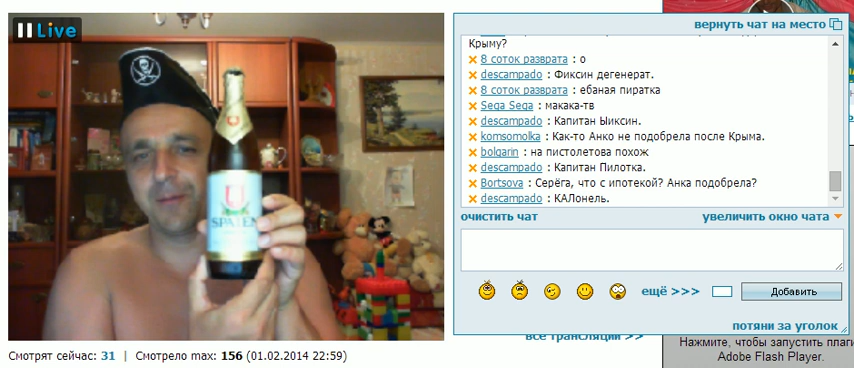 Live
SPATEN
Смотрят сейчас: 31 | Смотрело max: 156 (01.02.2014 22:59)
вернуть чат на место
Крыму?
8 соток разврата : о
descampado : Фиксин дегенерат.
8 соток разврата : ебаная пиратка
Sega Sega : макака-тв
descampado : Капитан Ыиксин.
komsomolka : Как-то Анко не подобрела после Крыма.
bolgarin : на пистолетова похож
descampado : Капитан Пилотка.
Bortsova : Серёга, что с ипотекой? Анка подобрела?
descampado : КАЛонель.
очистить чат
увеличить окно чата
ещё >>>
Добавить
потяни за уголок
все трансляции >>
Нажмите, чтобы запустить плаги
Adobe Flash Player.